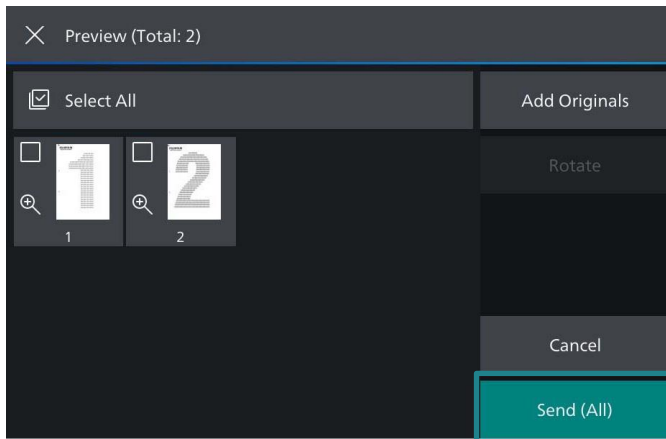 Preview (Total: 2)
Select All
1
2
Add Originals
Rotate
Cancel
Send (All)